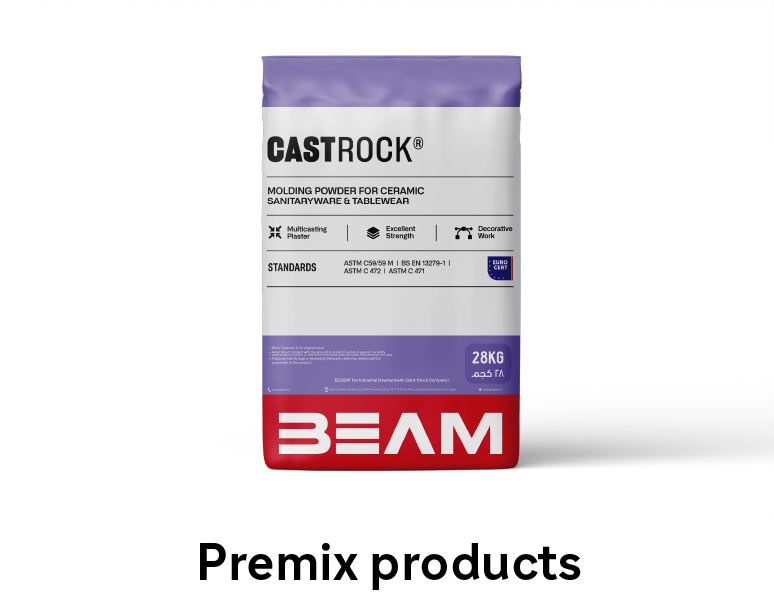 CASTROCK®
MOLDING POWDER FOR CERAMIC
SANITARYWARE & TABLEWEAR
Multicasting
Plaster
Excellent
Strength
Decorative
Work
STANDARDS
ASTM C59/59 M | BS EN 13279-1 |
ASTM C 472 | ASTM C 471
EURO
CERT
28KG
٢٨ كجم
ECOBAT For Industrial Development (Joint-Stock Company)
BEAM
Premix products